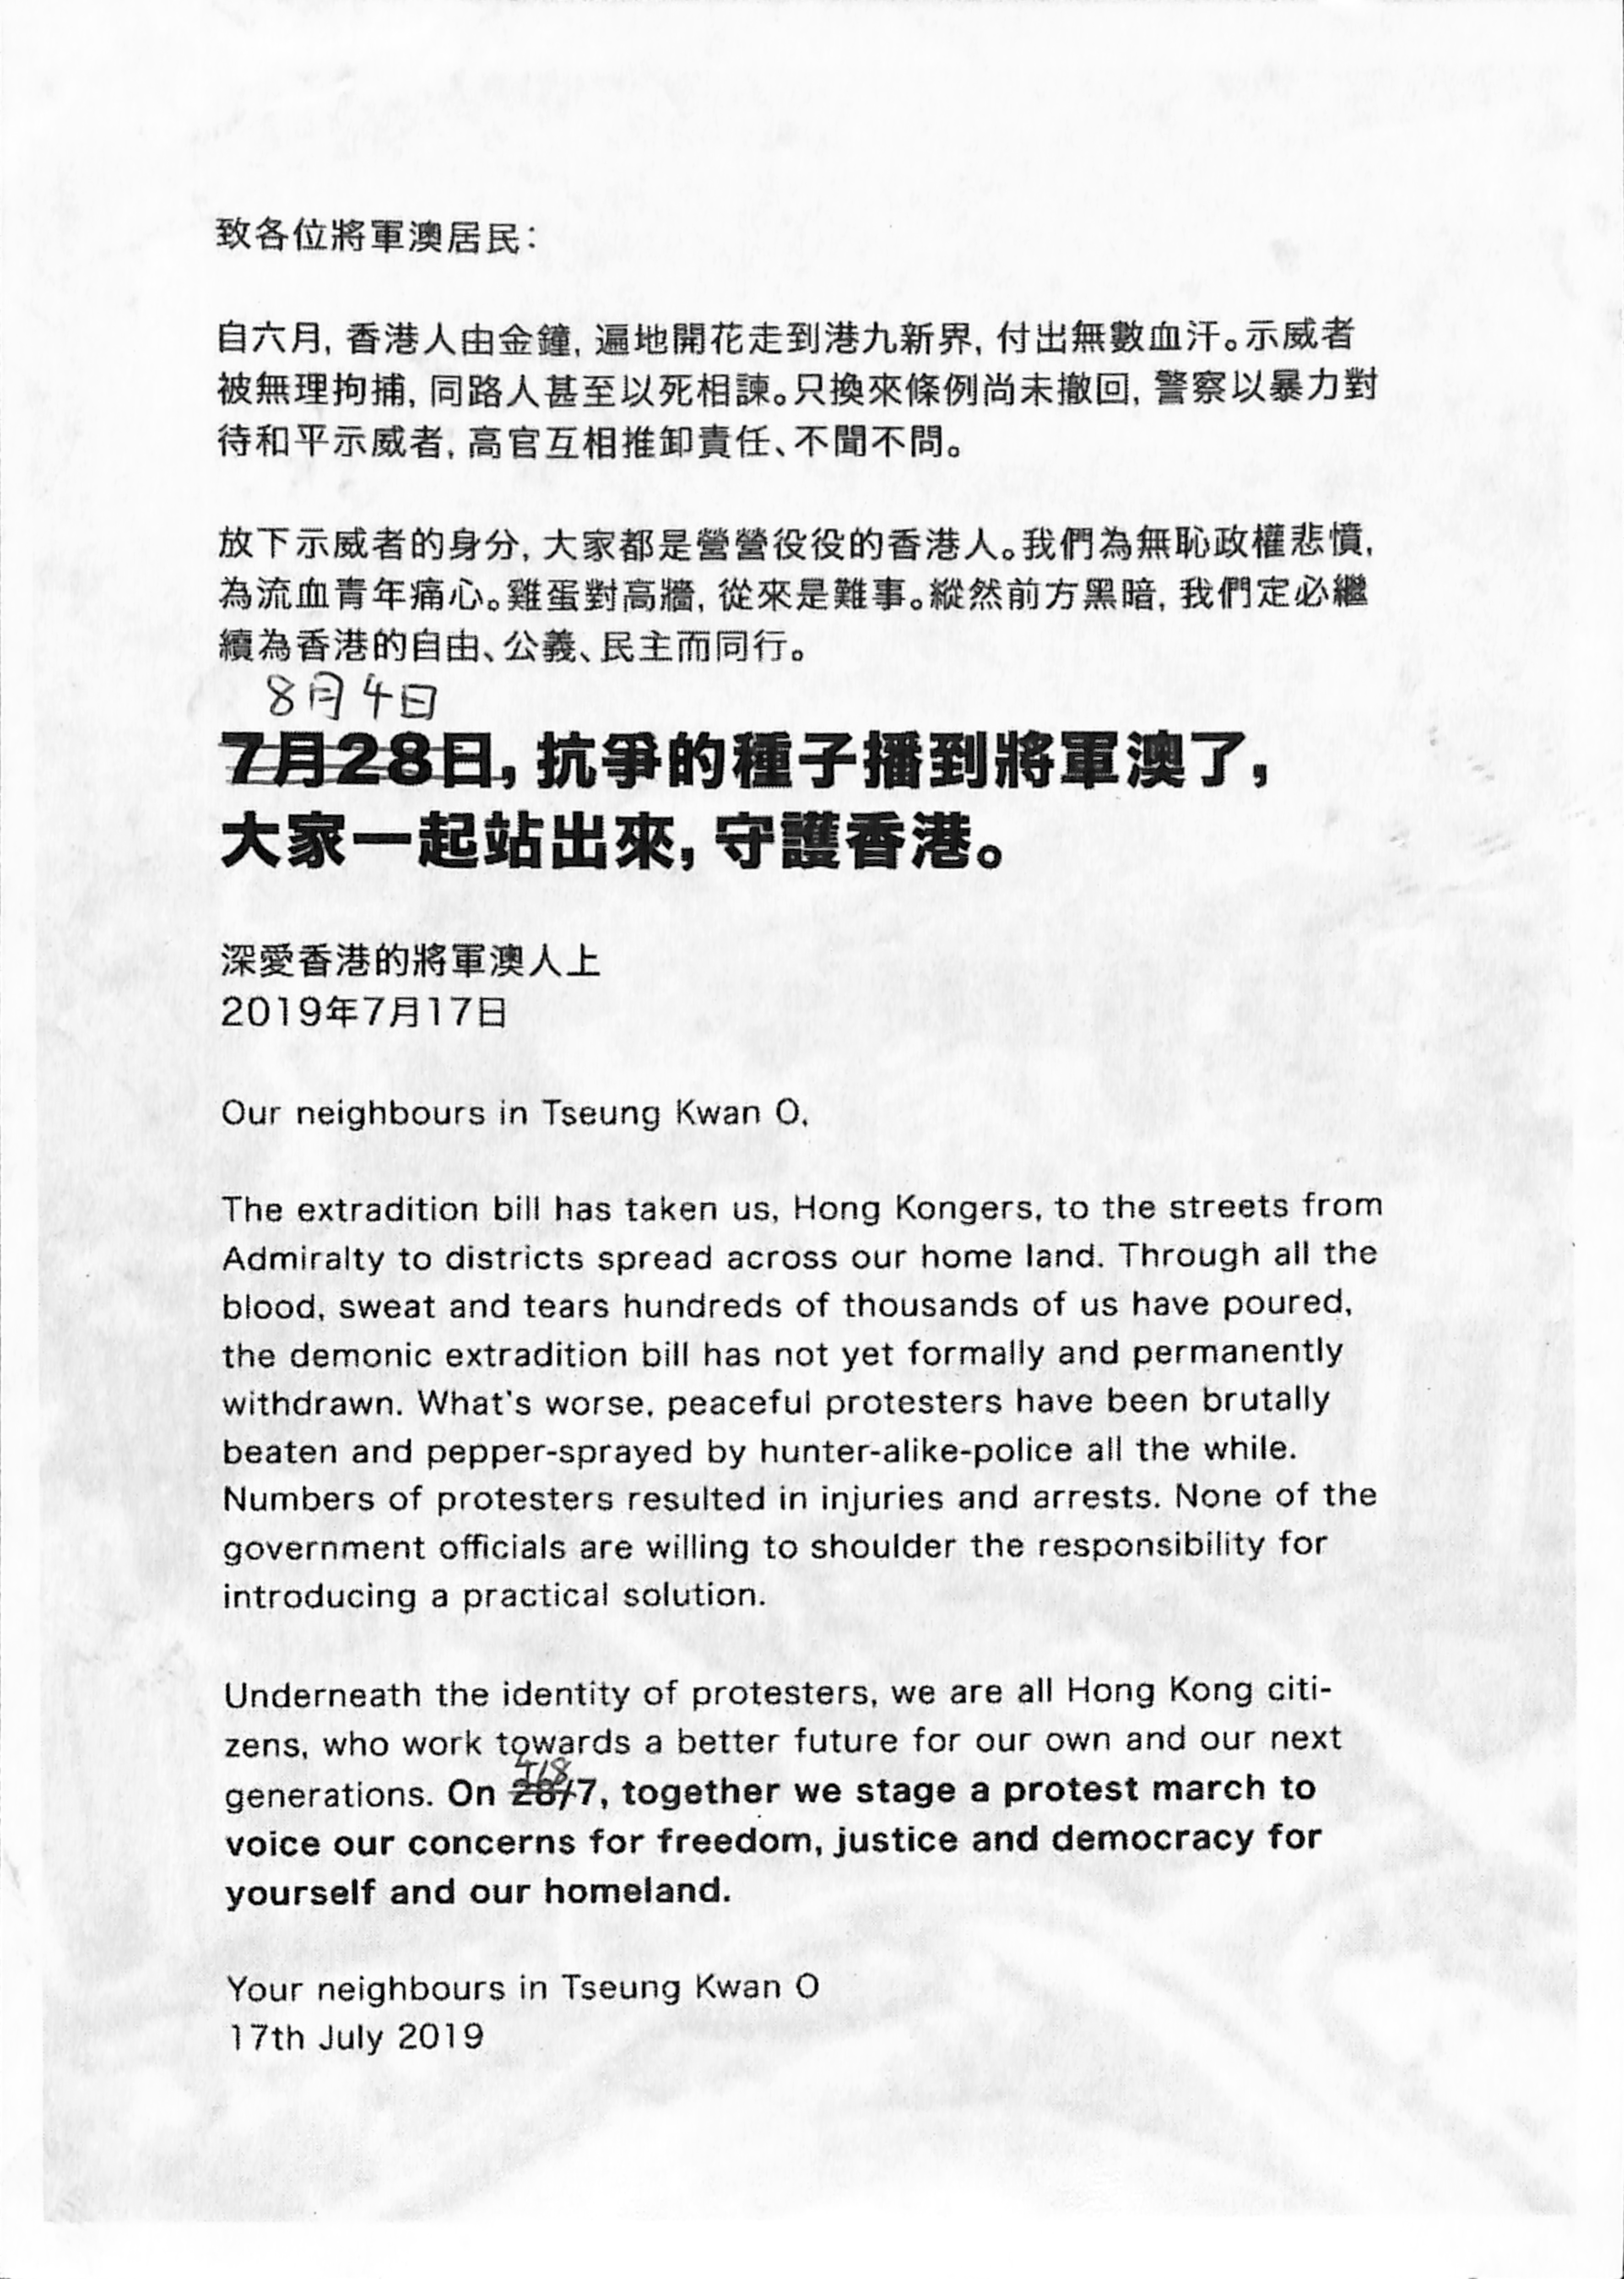 致各位將軍澳居民：
自六月，香港人由金鐘，遍地開花走到港九新界，付出無數血汗。示威者
被無理拘捕，同路人甚至以死相諫。只換來條例尚未撤回，警察以暴力對
待和平示威者，高官互相推卸責任、不聞不問。
放下示威者的身分，大家都是營營役役的香港人。我們為無恥政權悲憤，
為流血青年痛心。雞蛋對高牆，從來是難事。縱然前方黑暗，我們定必繼
續為香港的自由、公義、民主而同行。
8月4日
7月28日，抗爭的種子播到將軍澳了，
大家一起站出來，守護香港。
深愛香港的將軍澳人上
2019年7月17日
Our neighbours in Tseung Kwan O,
The extradition bill has taken us, Hong Kongers, to the streets from
Admiralty to districts spread across our home land. Through all the
blood, sweat and tears hundreds of thousands of us have poured,
the demonic extradition bill has not yet formally and permanently
withdrawn. What's worse, peaceful protesters have been brutally
beaten and pepper-sprayed by hunter-alike-police all the while.
Numbers of protesters resulted in injuries and arrests. None of the
government officials are willing to shoulder the responsibility for
introducing a practical solution.
Underneath the identity of protesters, we are all Hong Kong citi-
zens, who work towards a better future for our own and our next
4/8
generations. On 28/7, together we stage a protest march to
voice our concerns for freedom, justice and democracy for
yourself and our homeland.
Your neighbours in Tseung Kwan O
17th July 2019